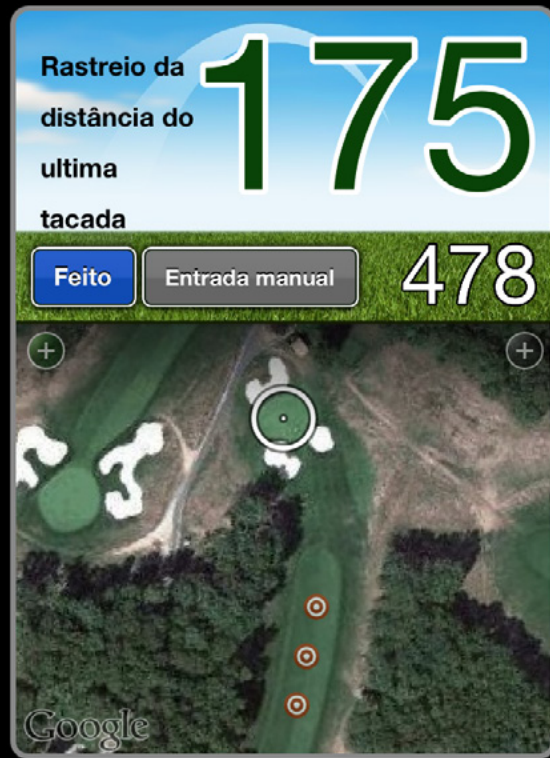 Rastreio da
distância do
ultima
tacada
175
Feito
Entrada manual
478
Google